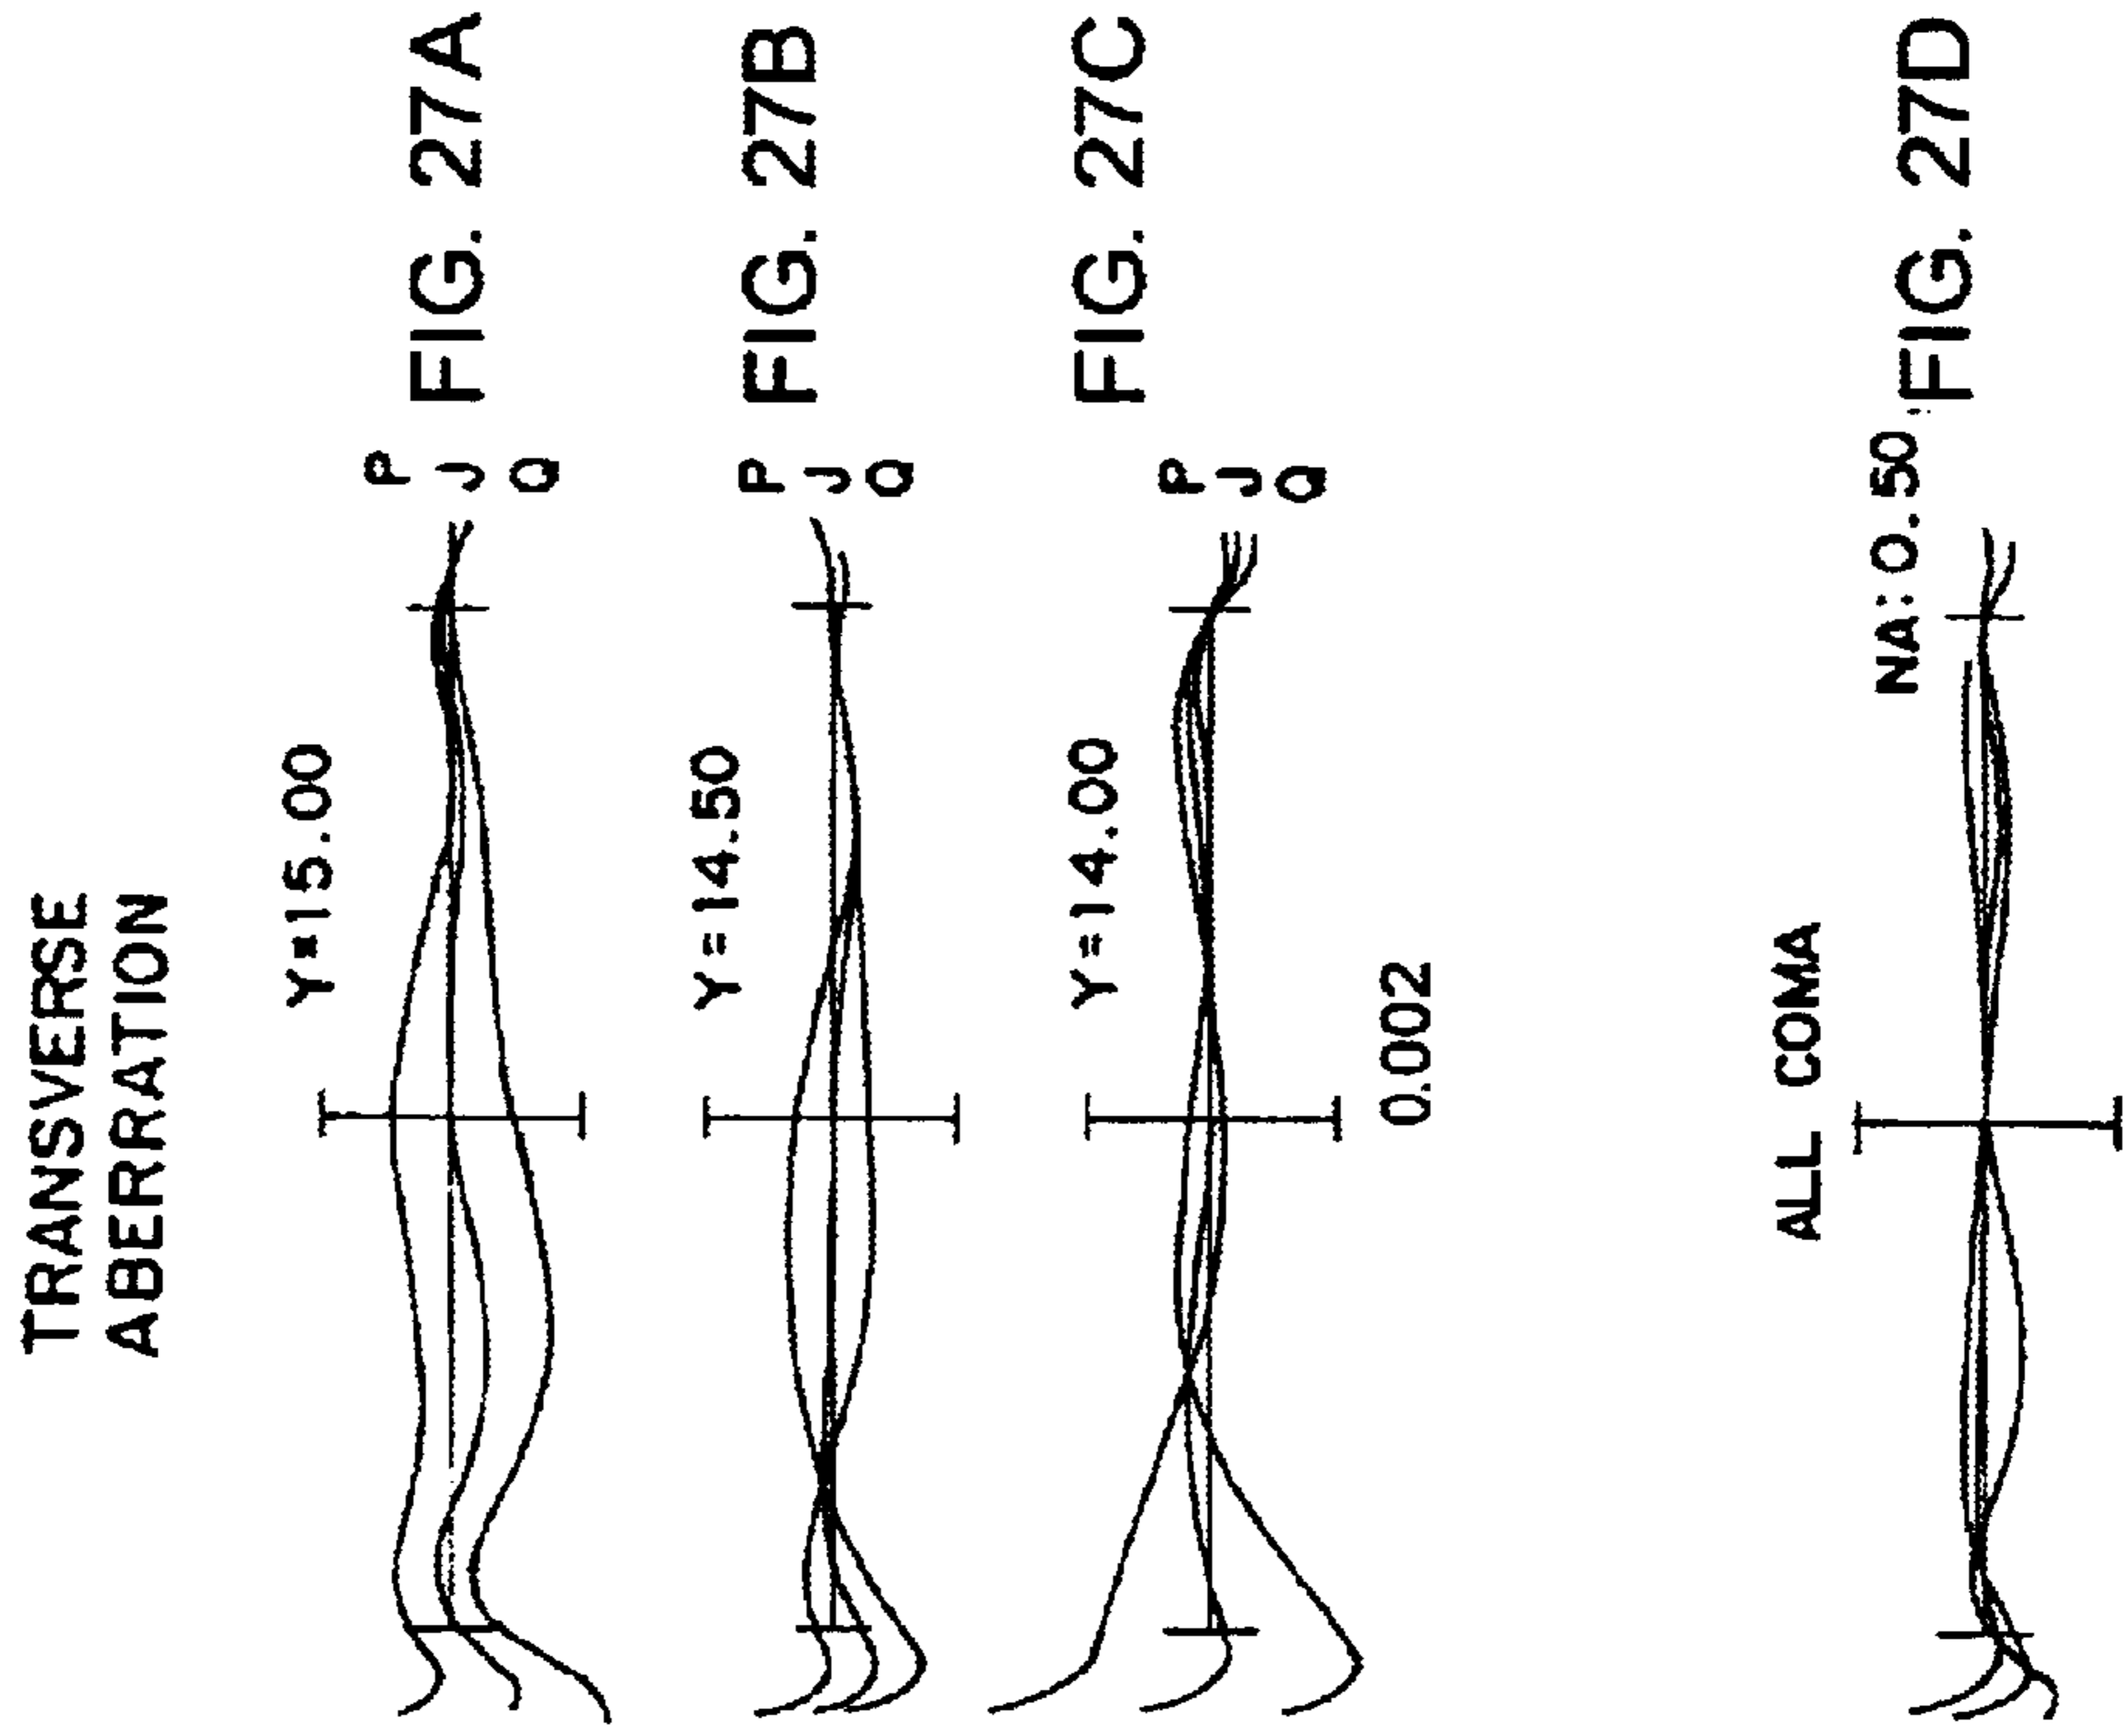 TRANSVERSE
ABERRATION
Y=15.00
P
J
Q
FIG. 27A
Y=14.50
P
J
Q
FIG. 27B
Y=14.00
P
J
Q
FIG. 27C
0.002
ALL COMA
NA:0.50
FIG. 27D